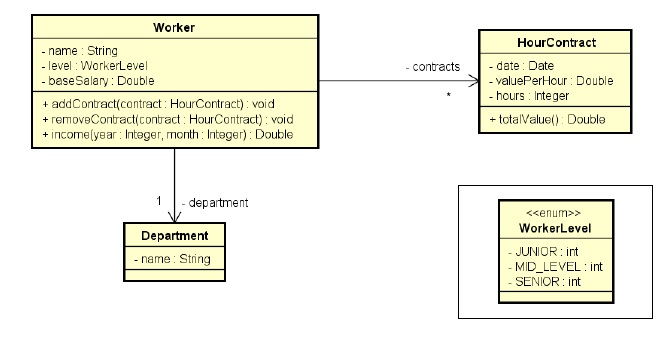 Worker
- name : String
- level : WorkerLevel
- baseSalary : Double
+ addContract(contract : HourContract) : void
+ removeContract(contract : HourContract) : void
+ income(year : Integer, month : Integer) : Double
- contracts
*
HourContract
- date : Date
- valuePerHour : Double
- hours : Integer
+ totalValue() : Double
1
- department
Department
- name : String
<<enum>>
WorkerLevel
- JUNIOR : int
- MID_LEVEL : int
- SENIOR : int